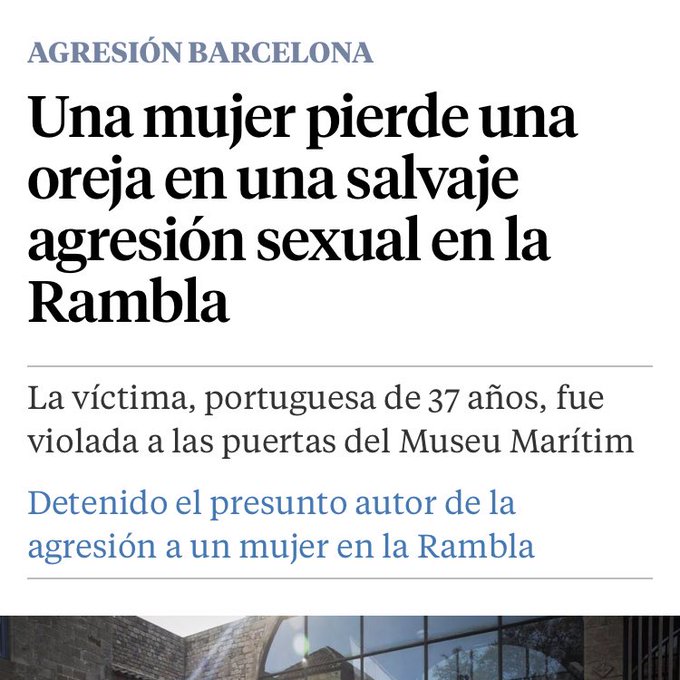 AGRESIÓN BARCELONA
Una mujer pierde una
oreja en una salvaje
agresión sexual en la
Rambla
La víctima, portuguesa de 37 años, fue
violada a las puertas del Museu Marítim
Detenido el presunto autor de la
agresión a un mujer en la Rambla